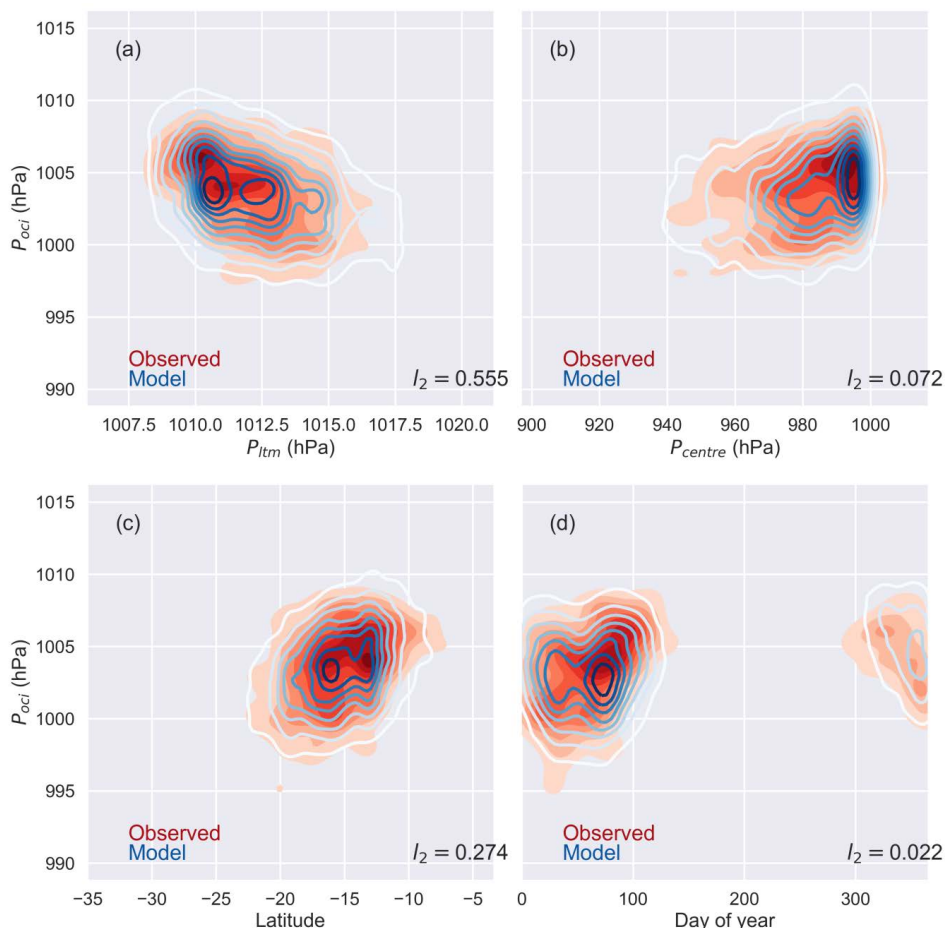 (a)
1015
1010
1005
1000
995
990
P_oci (hPa)
Observed
Model
l_2 = 0.555
1007.5 1010.0 1012.5 1015.0 1017.5 1020.0
P_ltm (hPa)
(b)
Observed
Model
l_2 = 0.072
900 920 940 960 980 1000
P_centre (hPa)
(c)
1015
1010
1005
1000
995
990
P_oci (hPa)
Observed
Model
l_2 = 0.274
−35 −30 −25 −20 −15 −10 −5
Latitude
(d)
Observed
Model
l_2 = 0.022
0 100 200 300
Day of year